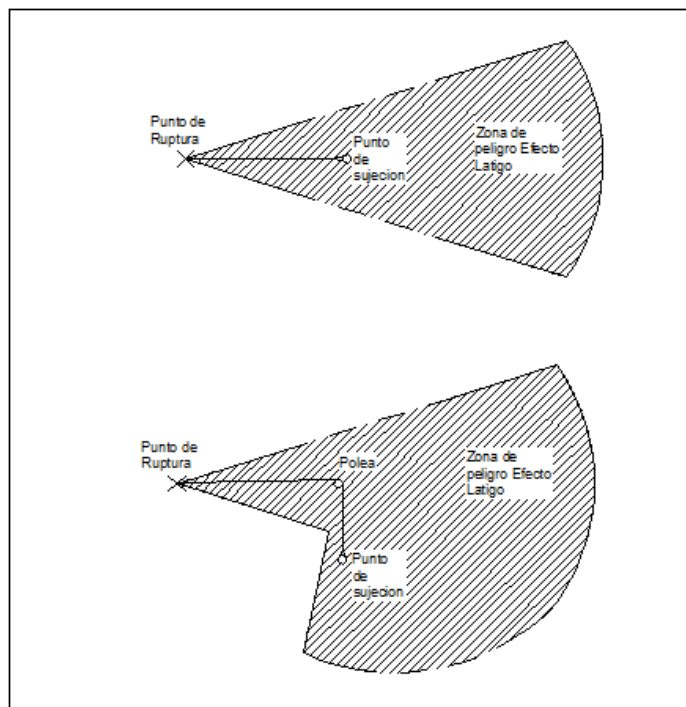 Punto de
Ruptura
Punto
de
sujecion
Zona de
peligro Efecto
Latigo
Punto de
Ruptura
Polea
Zona de
peligro Efecto
Latigo
Punto
de
sujecion